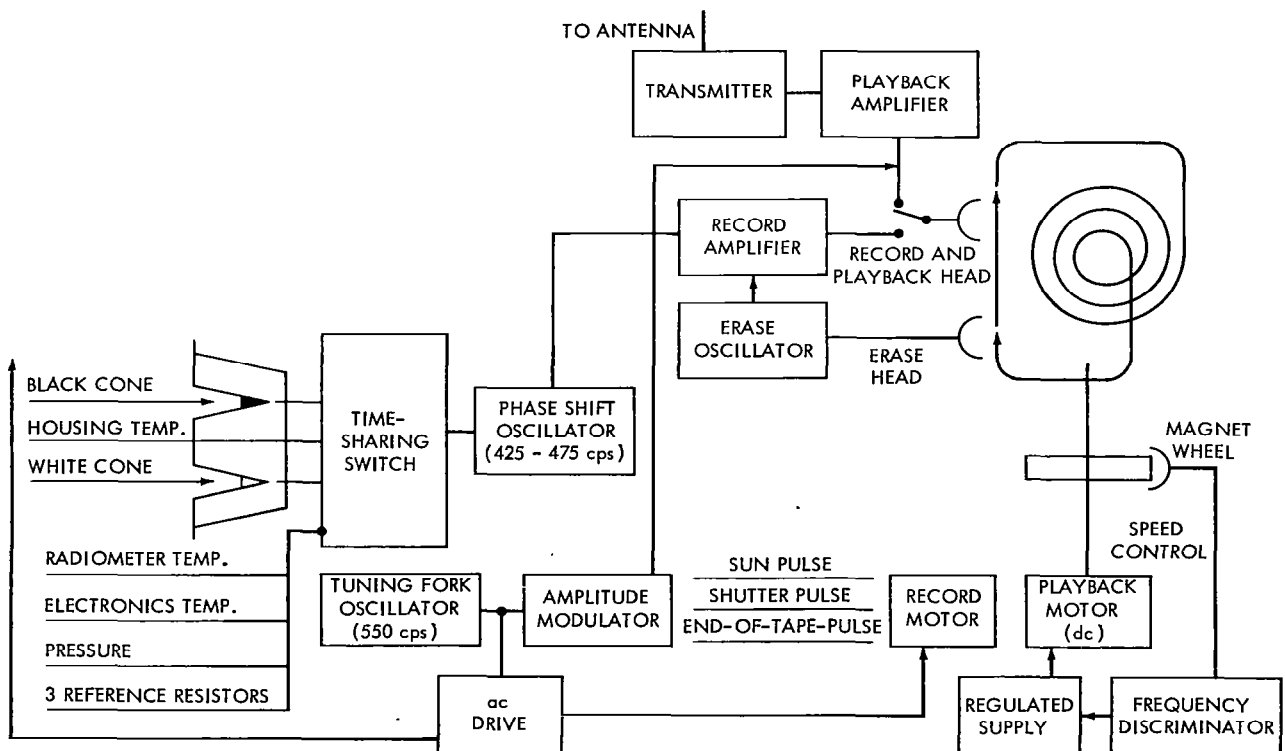 TO ANTENNA
TRANSMITTER
PLAYBACK
AMPLIFIER
RECORD
AMPLIFIER
RECORD AND
PLAYBACK HEAD
ERASE
OSCILLATOR
ERASE
HEAD
BLACK CONE
HOUSING TEMP.
WHITE CONE
TIME-
SHARING
SWITCH
PHASE SHIFT
OSCILLATOR
(425 - 475 cps)
MAGNET
WHEEL
SPEED
CONTROL
RADIOMETER TEMP.
ELECTRONICS TEMP.
PRESSURE
3 REFERENCE RESISTORS
TUNING FORK
OSCILLATOR
(550 cps)
AMPLITUDE
MODULATOR
SUN PULSE
SHUTTER PULSE
END-OF-TAPE-PULSE
RECORD
MOTOR
PLAYBACK
MOTOR
(dc)
ac
DRIVE
REGULATED
SUPPLY
FREQUENCY
DISCRIMINATOR